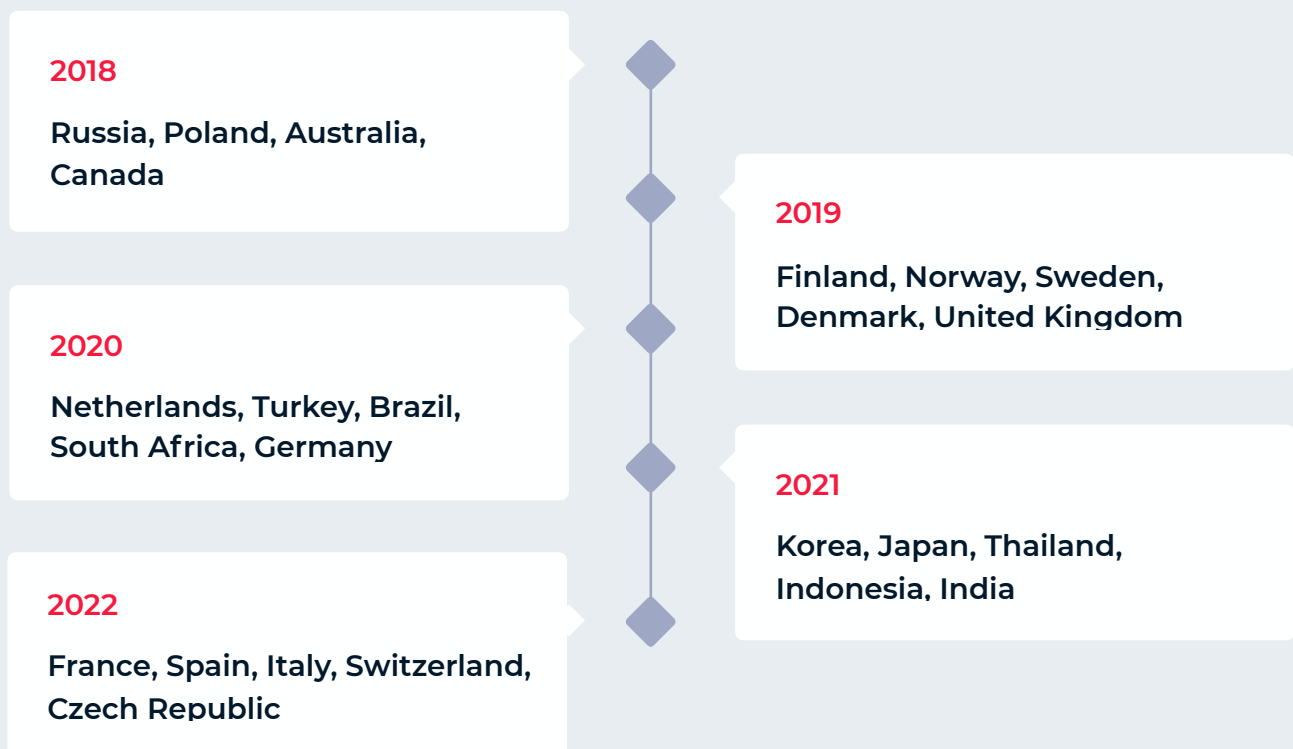 2018
Russia, Poland, Australia,
Canada
2019
Finland, Norway, Sweden,
Denmark, United Kingdom
2020
Netherlands, Turkey, Brazil,
South Africa, Germany
2021
Korea, Japan, Thailand,
Indonesia, India
2022
France, Spain, Italy, Switzerland,
Czech Republic